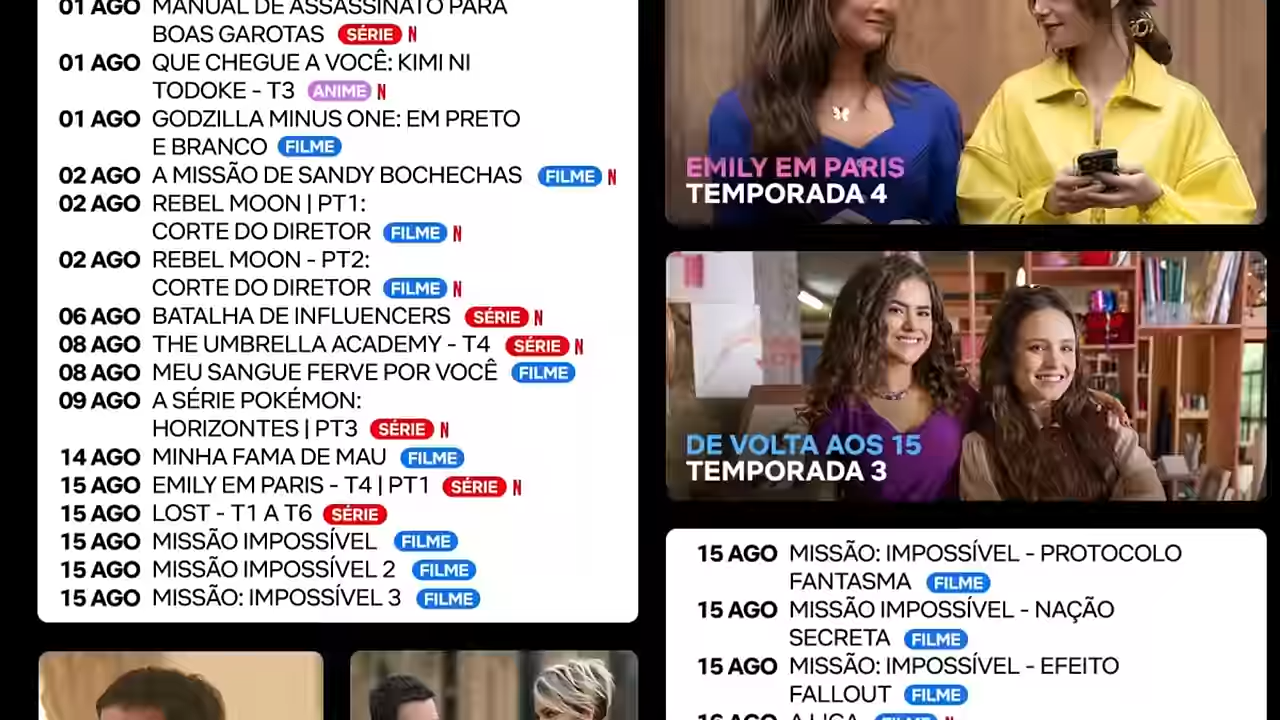 01 AGO MANUAL DE ASSASSINATO PARA
BOAS GAROTAS SÉRIE N
01 AGO QUE CHEGUE A VOCÊ: KIMI NI
TODOKE - T3 ANIME N
01 AGO GODZILLA MINUS ONE: EM PRETO
E BRANCO FILME
02 AGO A MISSÃO DE SANDY BOCHECHAS FILME N
02 AGO REBEL MOON | PT1:
CORTE DO DIRETOR FILME N
02 AGO REBEL MOON - PT2:
CORTE DO DIRETOR FILME N
06 AGO BATALHA DE INFLUENCERS SÉRIE N
08 AGO THE UMBRELLA ACADEMY - T4 SÉRIE N
08 AGO MEU SANGUE FERVE POR VOCÊ FILME
09 AGO A SÉRIE POKÉMON:
HORIZONTES | PT3 SÉRIE N
14 AGO MINHA FAMA DE MAU FILME
15 AGO EMILY EM PARIS - T4 | PT1 SÉRIE N
15 AGO LOST - T1 A T6 SÉRIE
15 AGO MISSÃO IMPOSSÍVEL FILME
15 AGO MISSÃO IMPOSSÍVEL 2 FILME
15 AGO MISSÃO: IMPOSSÍVEL 3 FILME
EMILY EM PARIS
TEMPORADA 4
DE VOLTA AOS 15
TEMPORADA 3
15 AGO MISSÃO: IMPOSSÍVEL - PROTOCOLO
FANTASMA FILME
15 AGO MISSÃO IMPOSSÍVEL - NAÇÃO
SECRETA FILME
15 AGO MISSÃO: IMPOSSÍVEL - EFEITO
FALLOUT FILME
16 AGO A LIGA FILME N